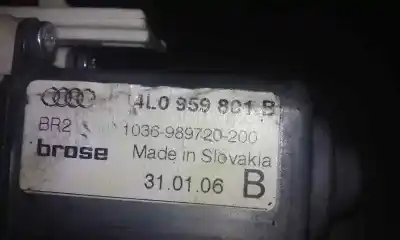 4L0 959 801 B
BR2 1036-989720-200
brose Made in Slovakia
31.01.06 B